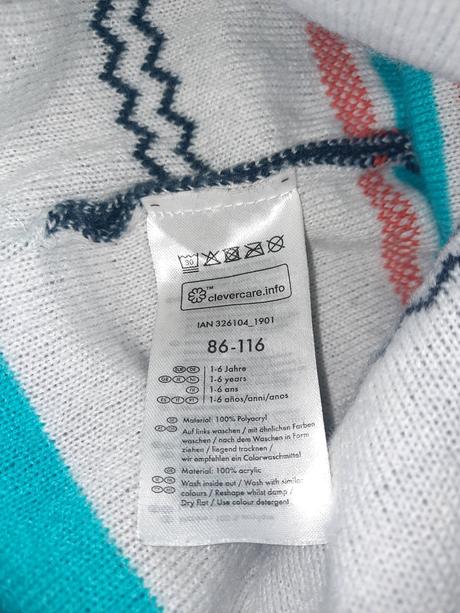 30
™
clevercare.info
IAN 326104_1901
86-116
1-6 Jahre
1-6 years
1-6 ans
1-6 años/anni/anos
Material: 100% Polyacryl
Auf links waschen / mit ähnlichen Farben
waschen / nach dem Waschen in Form
ziehen / liegend trocknen /
wir empfehlen ein Colorwaschmittel
Material: 100% acrylic
Wash inside out / Wash with similar
colours / Reshape whilst damp /
Dry flat / Use colour detergent